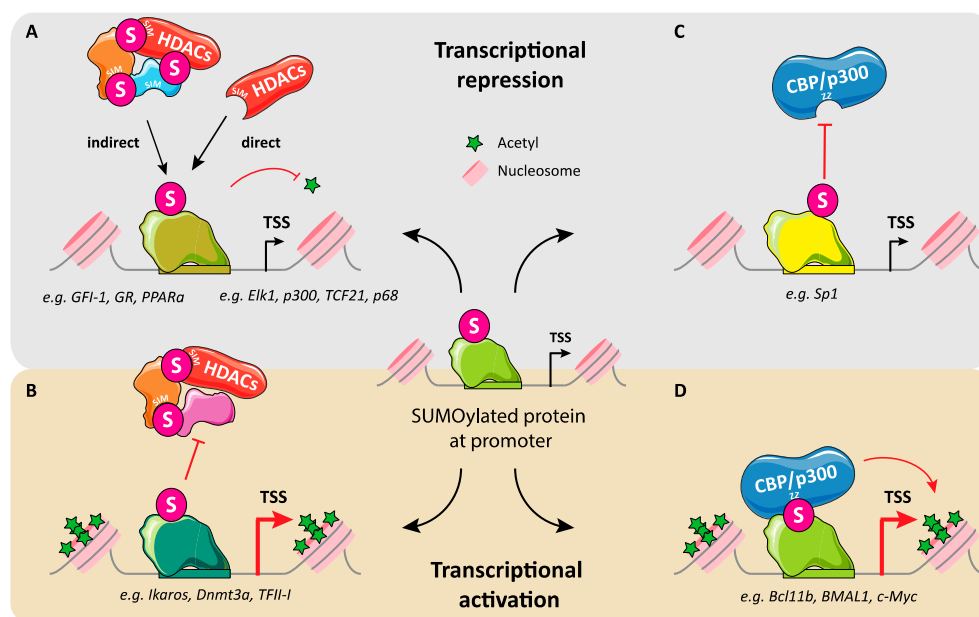 A
S
SIM
HDACs
SIM
S
SIM
S
SIM
HDACs
indirect
direct
S
TSS
e.g. GFI-1, GR, PPARa
e.g. Elk1, p300, TCF21, p68
Transcriptional
repression
Acetyl
Nucleosome
C
CBP/p300
ZZ
S
TSS
e.g. Sp1
S
TSS
SUMOylated protein
at promoter
B
S
SIM
HDACs
SIM
S
S
TSS
e.g. Ikaros, Dnmt3a, TFII-I
Transcriptional
activation
D
CBP/p300
ZZ
S
TSS
e.g. Bcl11b, BMAL1, c-Myc